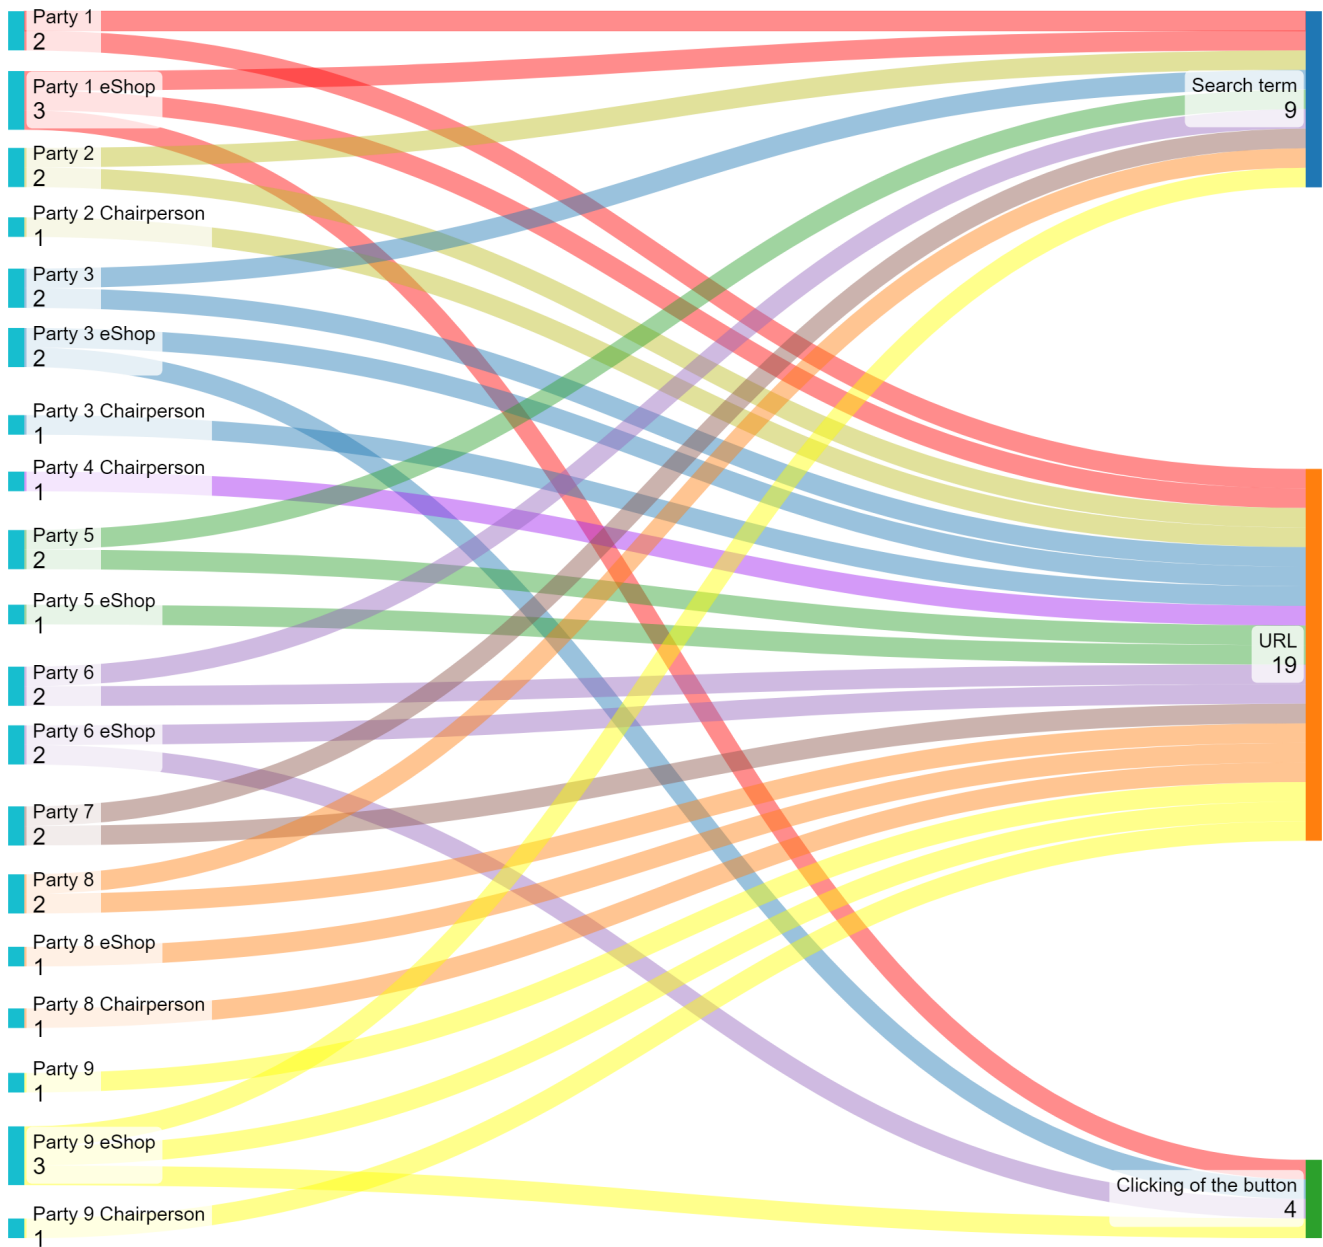 Party 1
2
Party 1 eShop
3
Party 2
2
Party 2 Chairperson
1
Party 3
2
Party 3 eShop
2
Party 3 Chairperson
1
Party 4 Chairperson
1
Party 5
2
Party 5 eShop
1
Party 6
2
Party 6 eShop
2
Party 7
2
Party 8
2
Party 8 eShop
1
Party 8 Chairperson
1
Party 9
1
Party 9 eShop
3
Party 9 Chairperson
1
Search term
9
URL
19
Clicking of the button
4